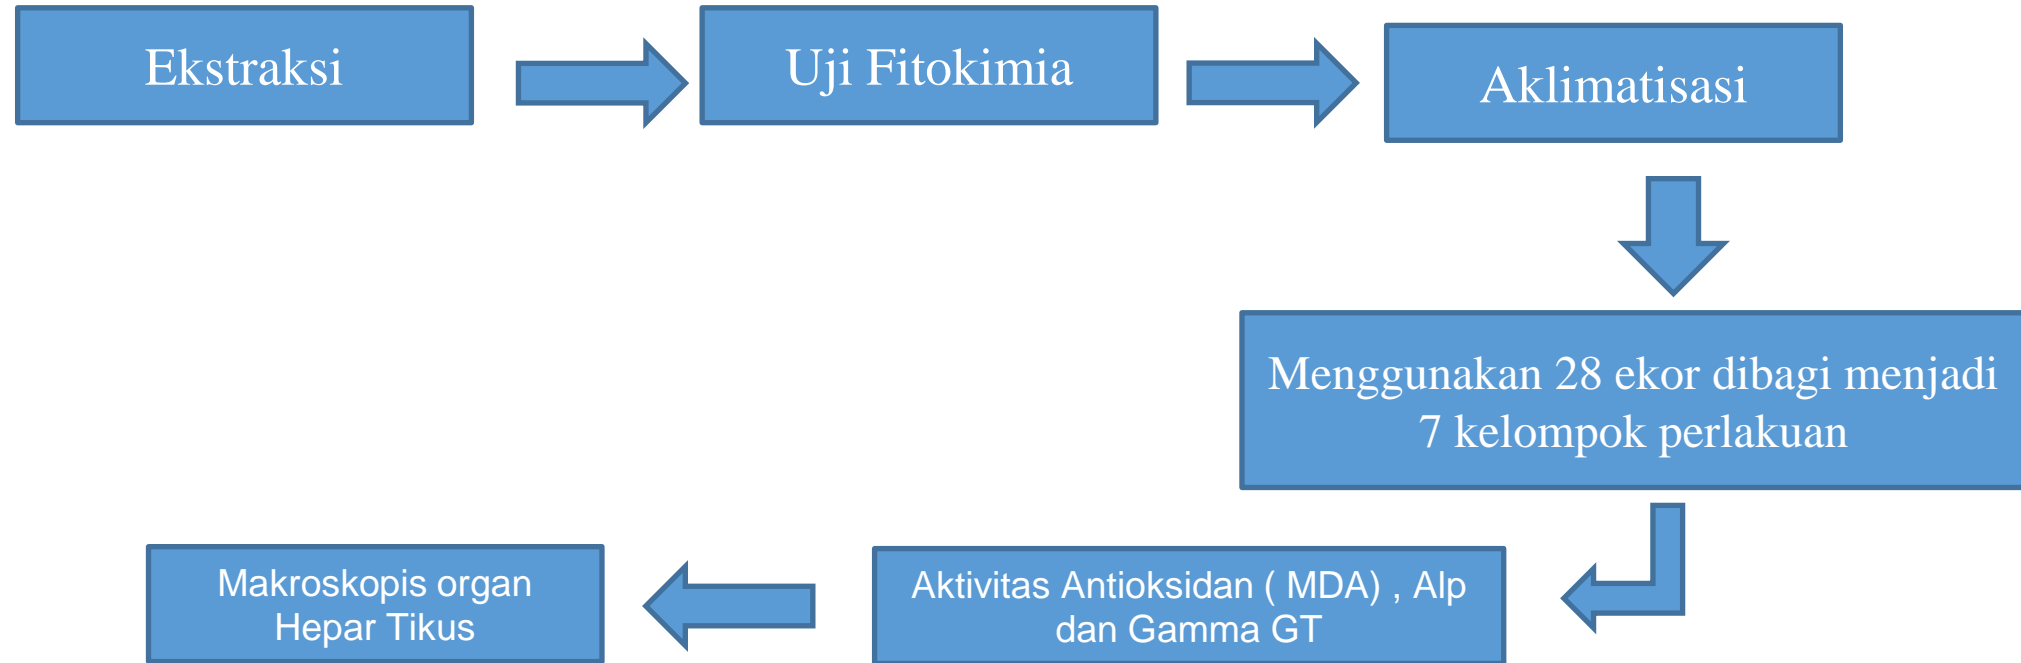 Ekstraksi
Uji Fitokimia
Aklimatisasi
Menggunakan 28 ekor dibagi menjadi
7 kelompok perlakuan
Aktivitas Antioksidan ( MDA) , Alp
dan Gamma GT
Makroskopis organ
Hepar Tikus